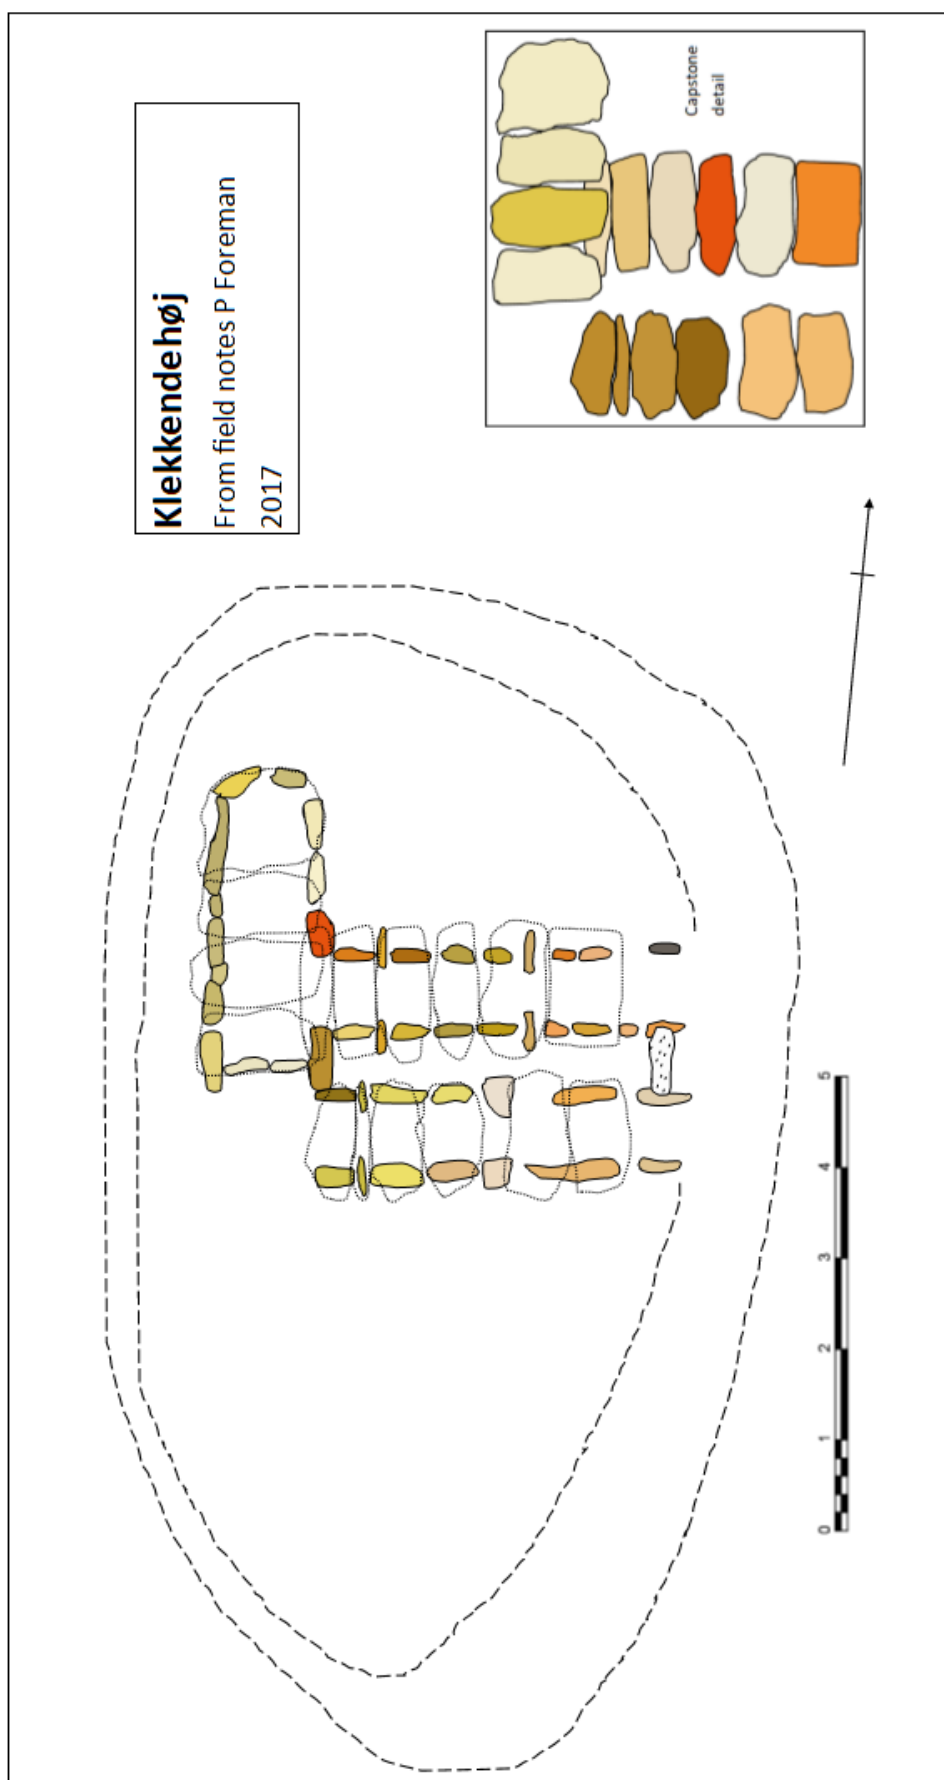 Klekkendehøj
From field notes P Foreman
2017
Capstone
detail
0 1 2 3 4 5